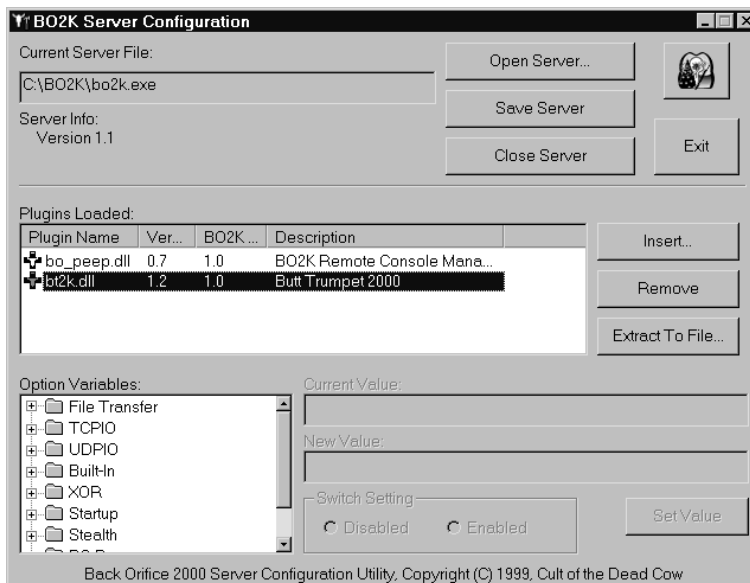 BO2K Server Configuration
Current Server File:
C:\BO2K\bo2k.exe
Server Info:
Version 1.1
Open Server...
Save Server
Close Server
Exit
Plugins Loaded:
Plugin Name Ver... BO2K ... Description
bo_peep.dll 0.7 1.0 BO2K Remote Console Mana...
bt2k.dll 1.2 1.0 Butt Trumpet 2000
Insert...
Remove
Extract To File...
Option Variables:
File Transfer
TCPIO
UDPIO
Built-In
XOR
Startup
Stealth
Current Value:
New Value:
Switch Setting
Disabled Enabled
Set Value
Back Orifice 2000 Server Configuration Utility, Copyright (C) 1999, Cult of the Dead Cow